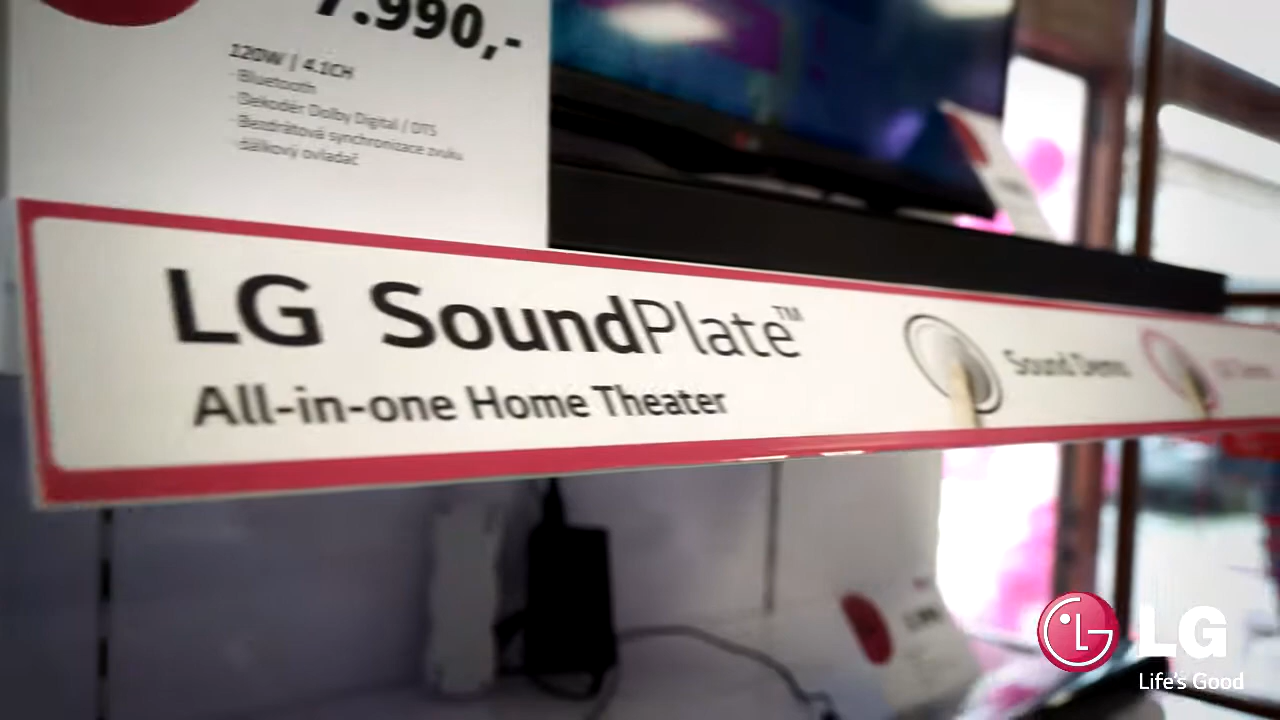 7.990,-
120W | 4.1CH
· Bluetooth
· Dekodér Dolby Digital / DTS
· Bezdrátová synchronizace zvuku
· dálkový ovladač
LG SoundPlate™
All-in-one Home Theater
Sound Demo
LG
Life's Good